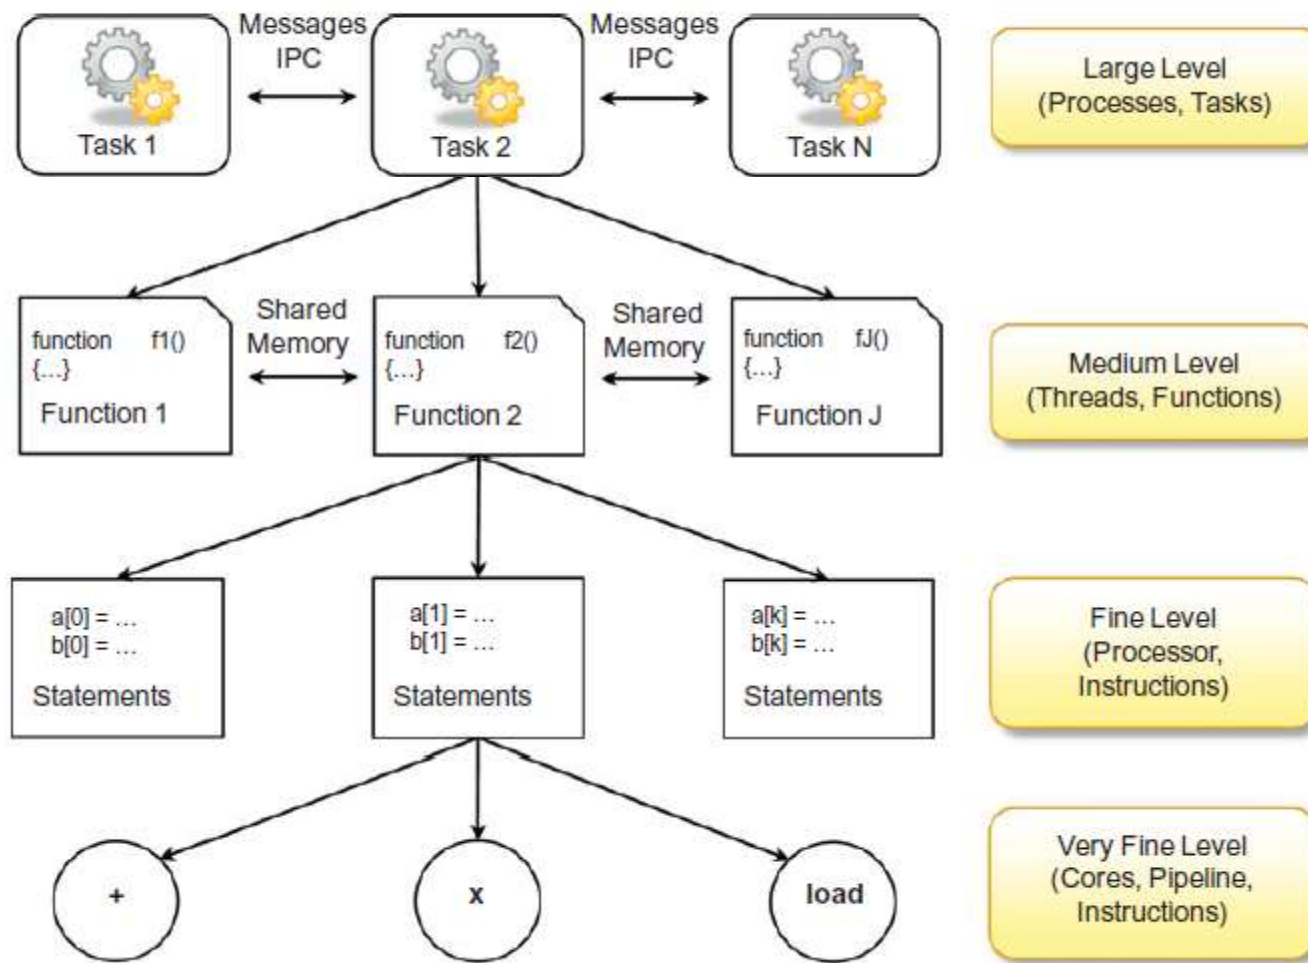 Messages
IPC
Messages
IPC
Task 1
Task 2
Task N
Large Level
(Processes, Tasks)
function f1()
{...}
Function 1
Shared
Memory
function f2()
{...}
Function 2
Shared
Memory
function fJ()
{...}
Function J
Medium Level
(Threads, Functions)
a[0] = ...
b[0] = ...
Statements
a[1] = ...
b[1] = ...
Statements
a[k] = ...
b[k] = ...
Statements
Fine Level
(Processor,
Instructions)
+
x
load
Very Fine Level
(Cores, Pipeline,
Instructions)